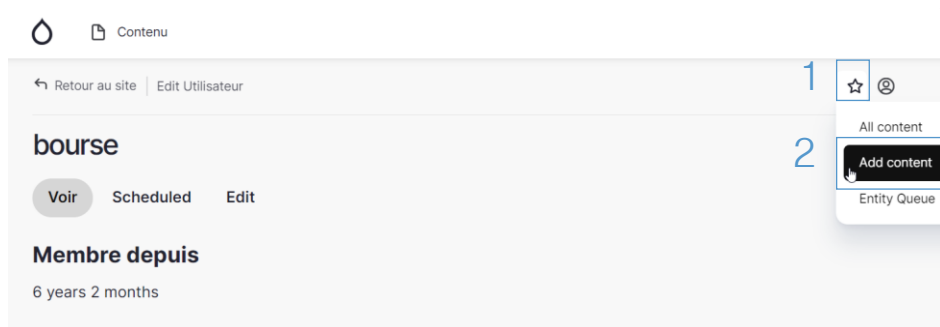 Contenu
Retour au site Edit Utilisateur
1
All content
bourse
2
Add content
Voir Scheduled Edit
Entity Queue
Membre depuis
6 years 2 months